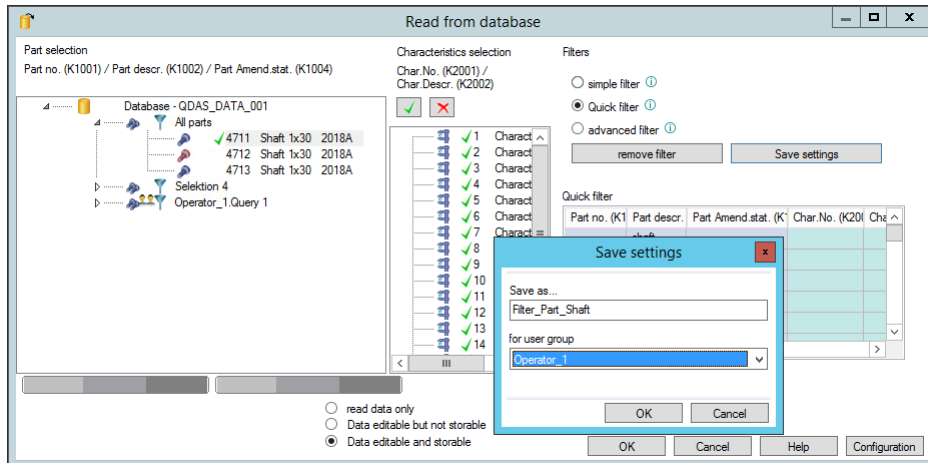 Read from database
Part selection
Part no. (K1001) / Part descr. (K1002) / Part Amend.stat. (K1004)
Database - QDAS_DATA_001
All parts
4711 Shaft 1x30 2018A
4712 Shaft 1x30 2018A
4713 Shaft 1x30 2018A
Selektion 4
Operator_1.Query 1
Characteristics selection
Char.No. (K2001) /
Char.Descr. (K2002)
1 Charact
2 Charact
3 Charact
4 Charact
5 Charact
6 Charact
7 Charact
8
9
10
11
12
13
14
Filters
simple filter
Quick filter
advanced filter
remove filter Save settings
Quick filter
Part no. (K1 Part descr. Part Amend.stat. (K1 Char.No. (K200 Cha
shaft
Save settings
x
Save as...
Filter_Part_Shaft
for user group
Operator_1
OK Cancel
read data only
Data editable but not storable
Data editable and storable
OK Cancel Help Configuration